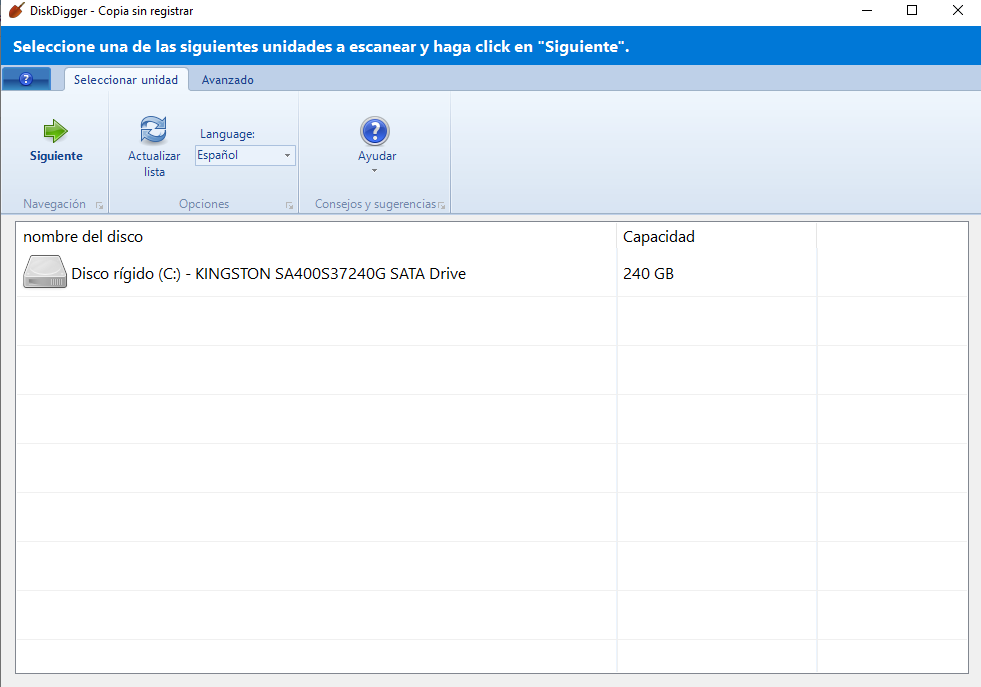 DiskDigger - Copia sin registrar
Seleccione una de las siguientes unidades a escanear y haga click en "Siguiente".
Seleccionar unidad
Avanzado
Siguiente
Navegación
Actualizar
lista
Language:
Español
Opciones
Ayudar
Consejos y sugerencias
nombre del disco
Capacidad
Disco rígido (C:) - KINGSTON SA400S37240G SATA Drive
240 GB